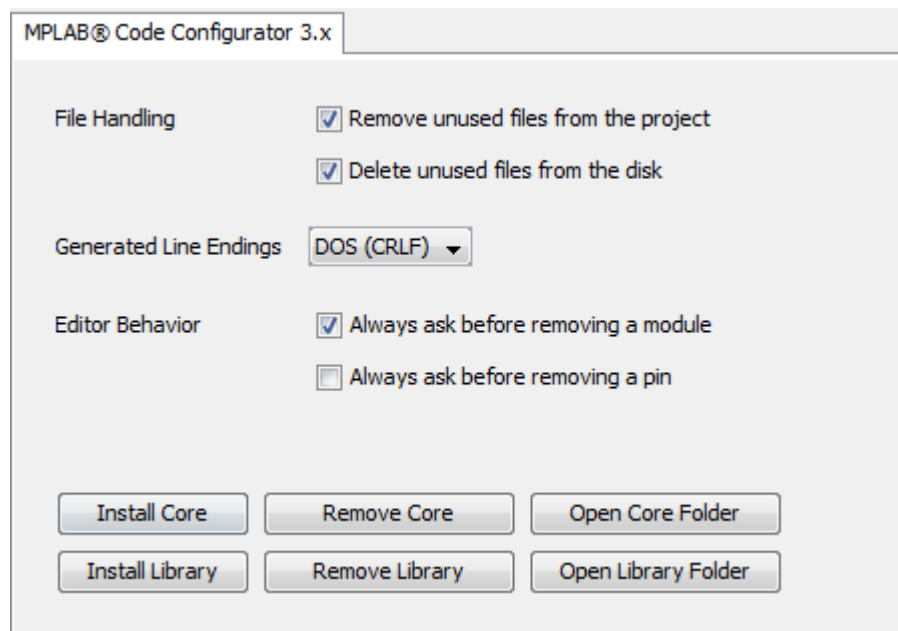 MPLAB® Code Configurator 3.x
File Handling Remove unused files from the project
Delete unused files from the disk
Generated Line Endings DOS (CRLF)
Editor Behavior Always ask before removing a module
Always ask before removing a pin
Install Core Remove Core Open Core Folder
Install Library Remove Library Open Library Folder